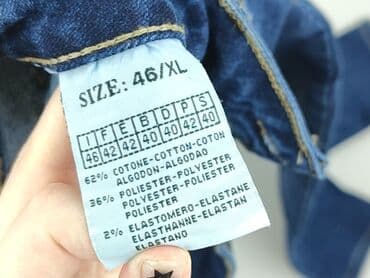 SIZE: 46/XL
I F E B D P S
46 42 42 40 40 42 40
62% COTONE-COTTON-COTON
ALGODON-ALGODAO
36% POLIESTER-POLYESTER
POLYESTER-POLIESTER
POLIESTER
2% ELASTOMERO-ELASTANE
ELASTHANNE-ELASTAN
ELASTANO